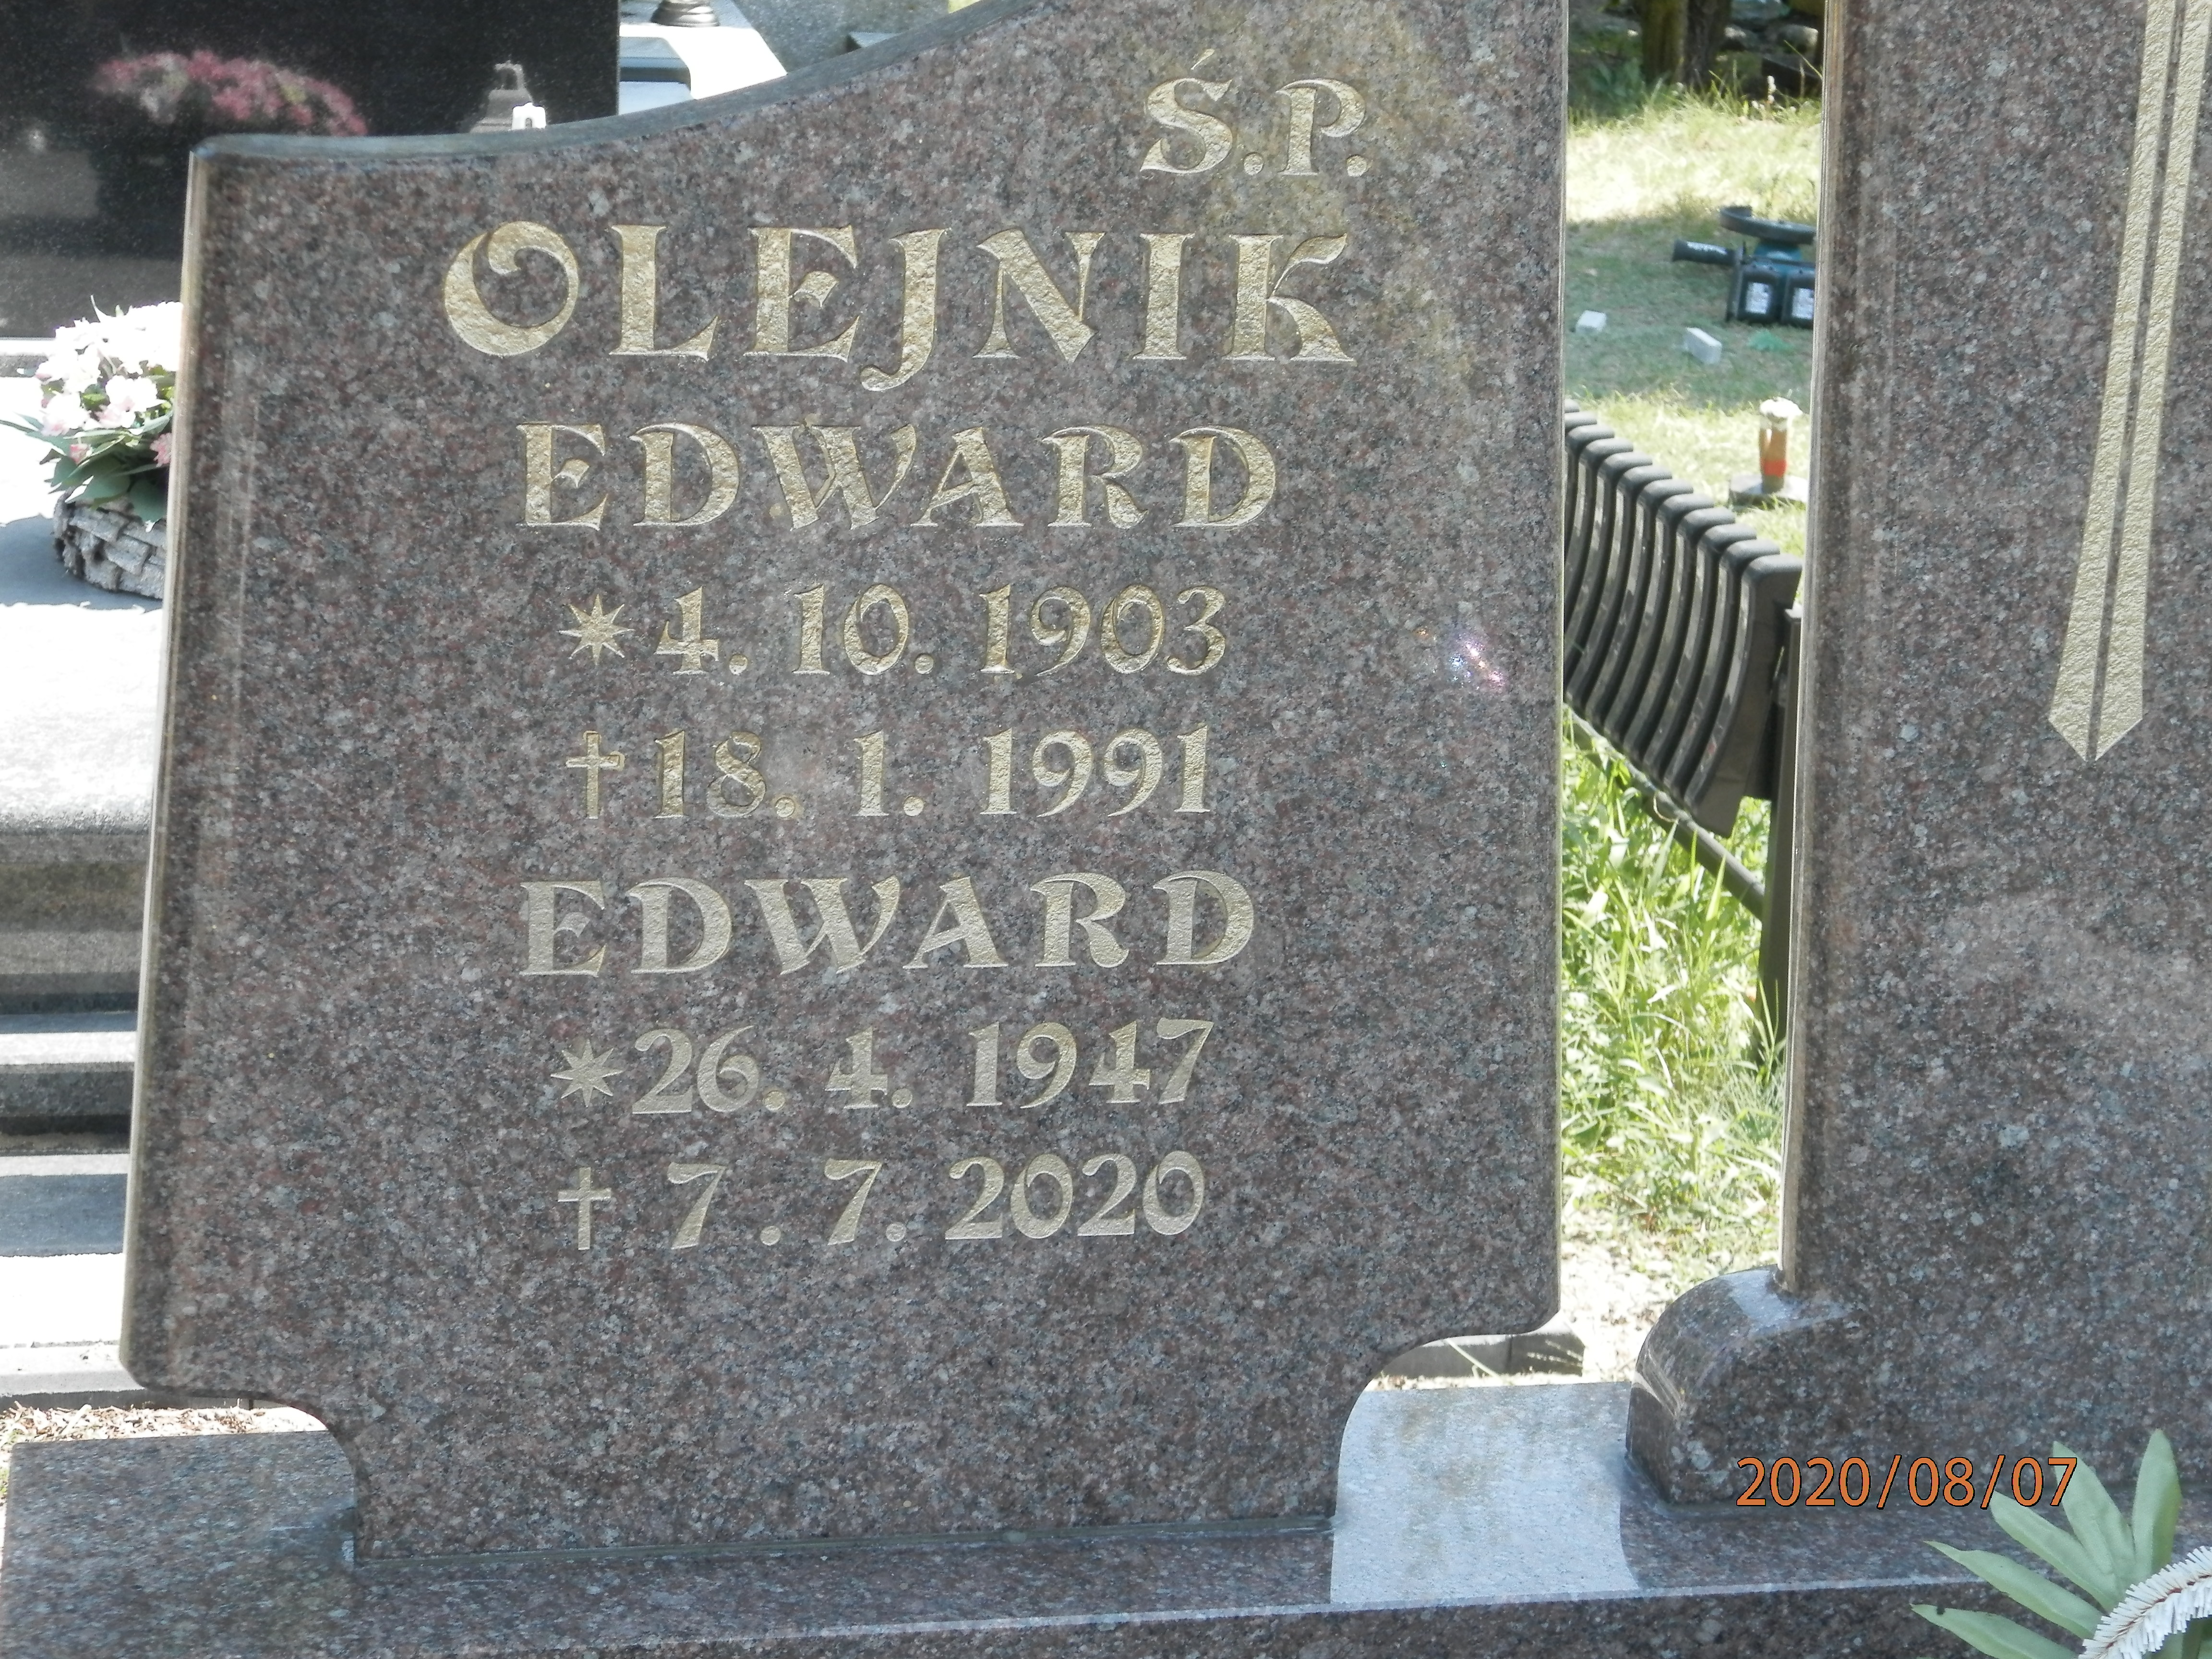 Ś.P.
OLEJNIK
EDWARD
*4. 10. 1903
†18. 1. 1991
EDWARD
*26. 4. 1947
† 7. 7. 2020
2020/08/07